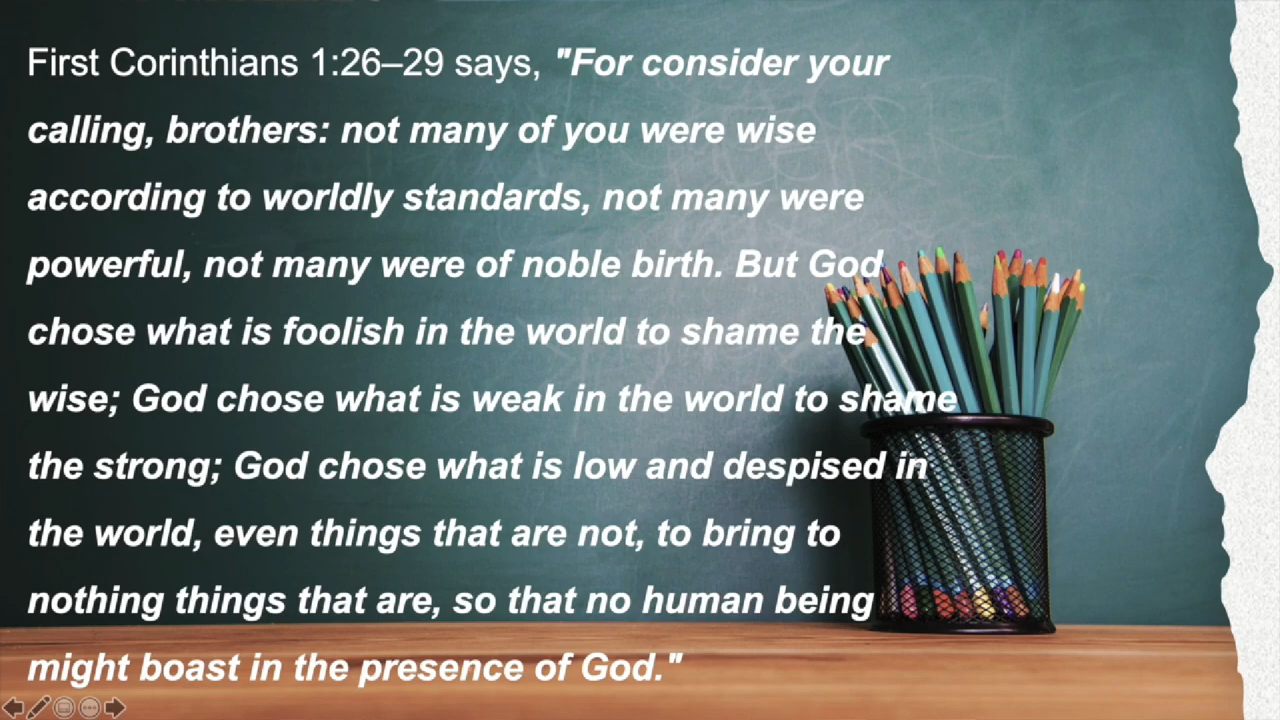 First Corinthians 1:26–29 says, "For consider your
calling, brothers: not many of you were wise
according to worldly standards, not many were
powerful, not many were of noble birth. But God
chose what is foolish in the world to shame the
wise; God chose what is weak in the world to shame
the strong; God chose what is low and despised in
the world, even things that are not, to bring to
nothing things that are, so that no human being
might boast in the presence of God."